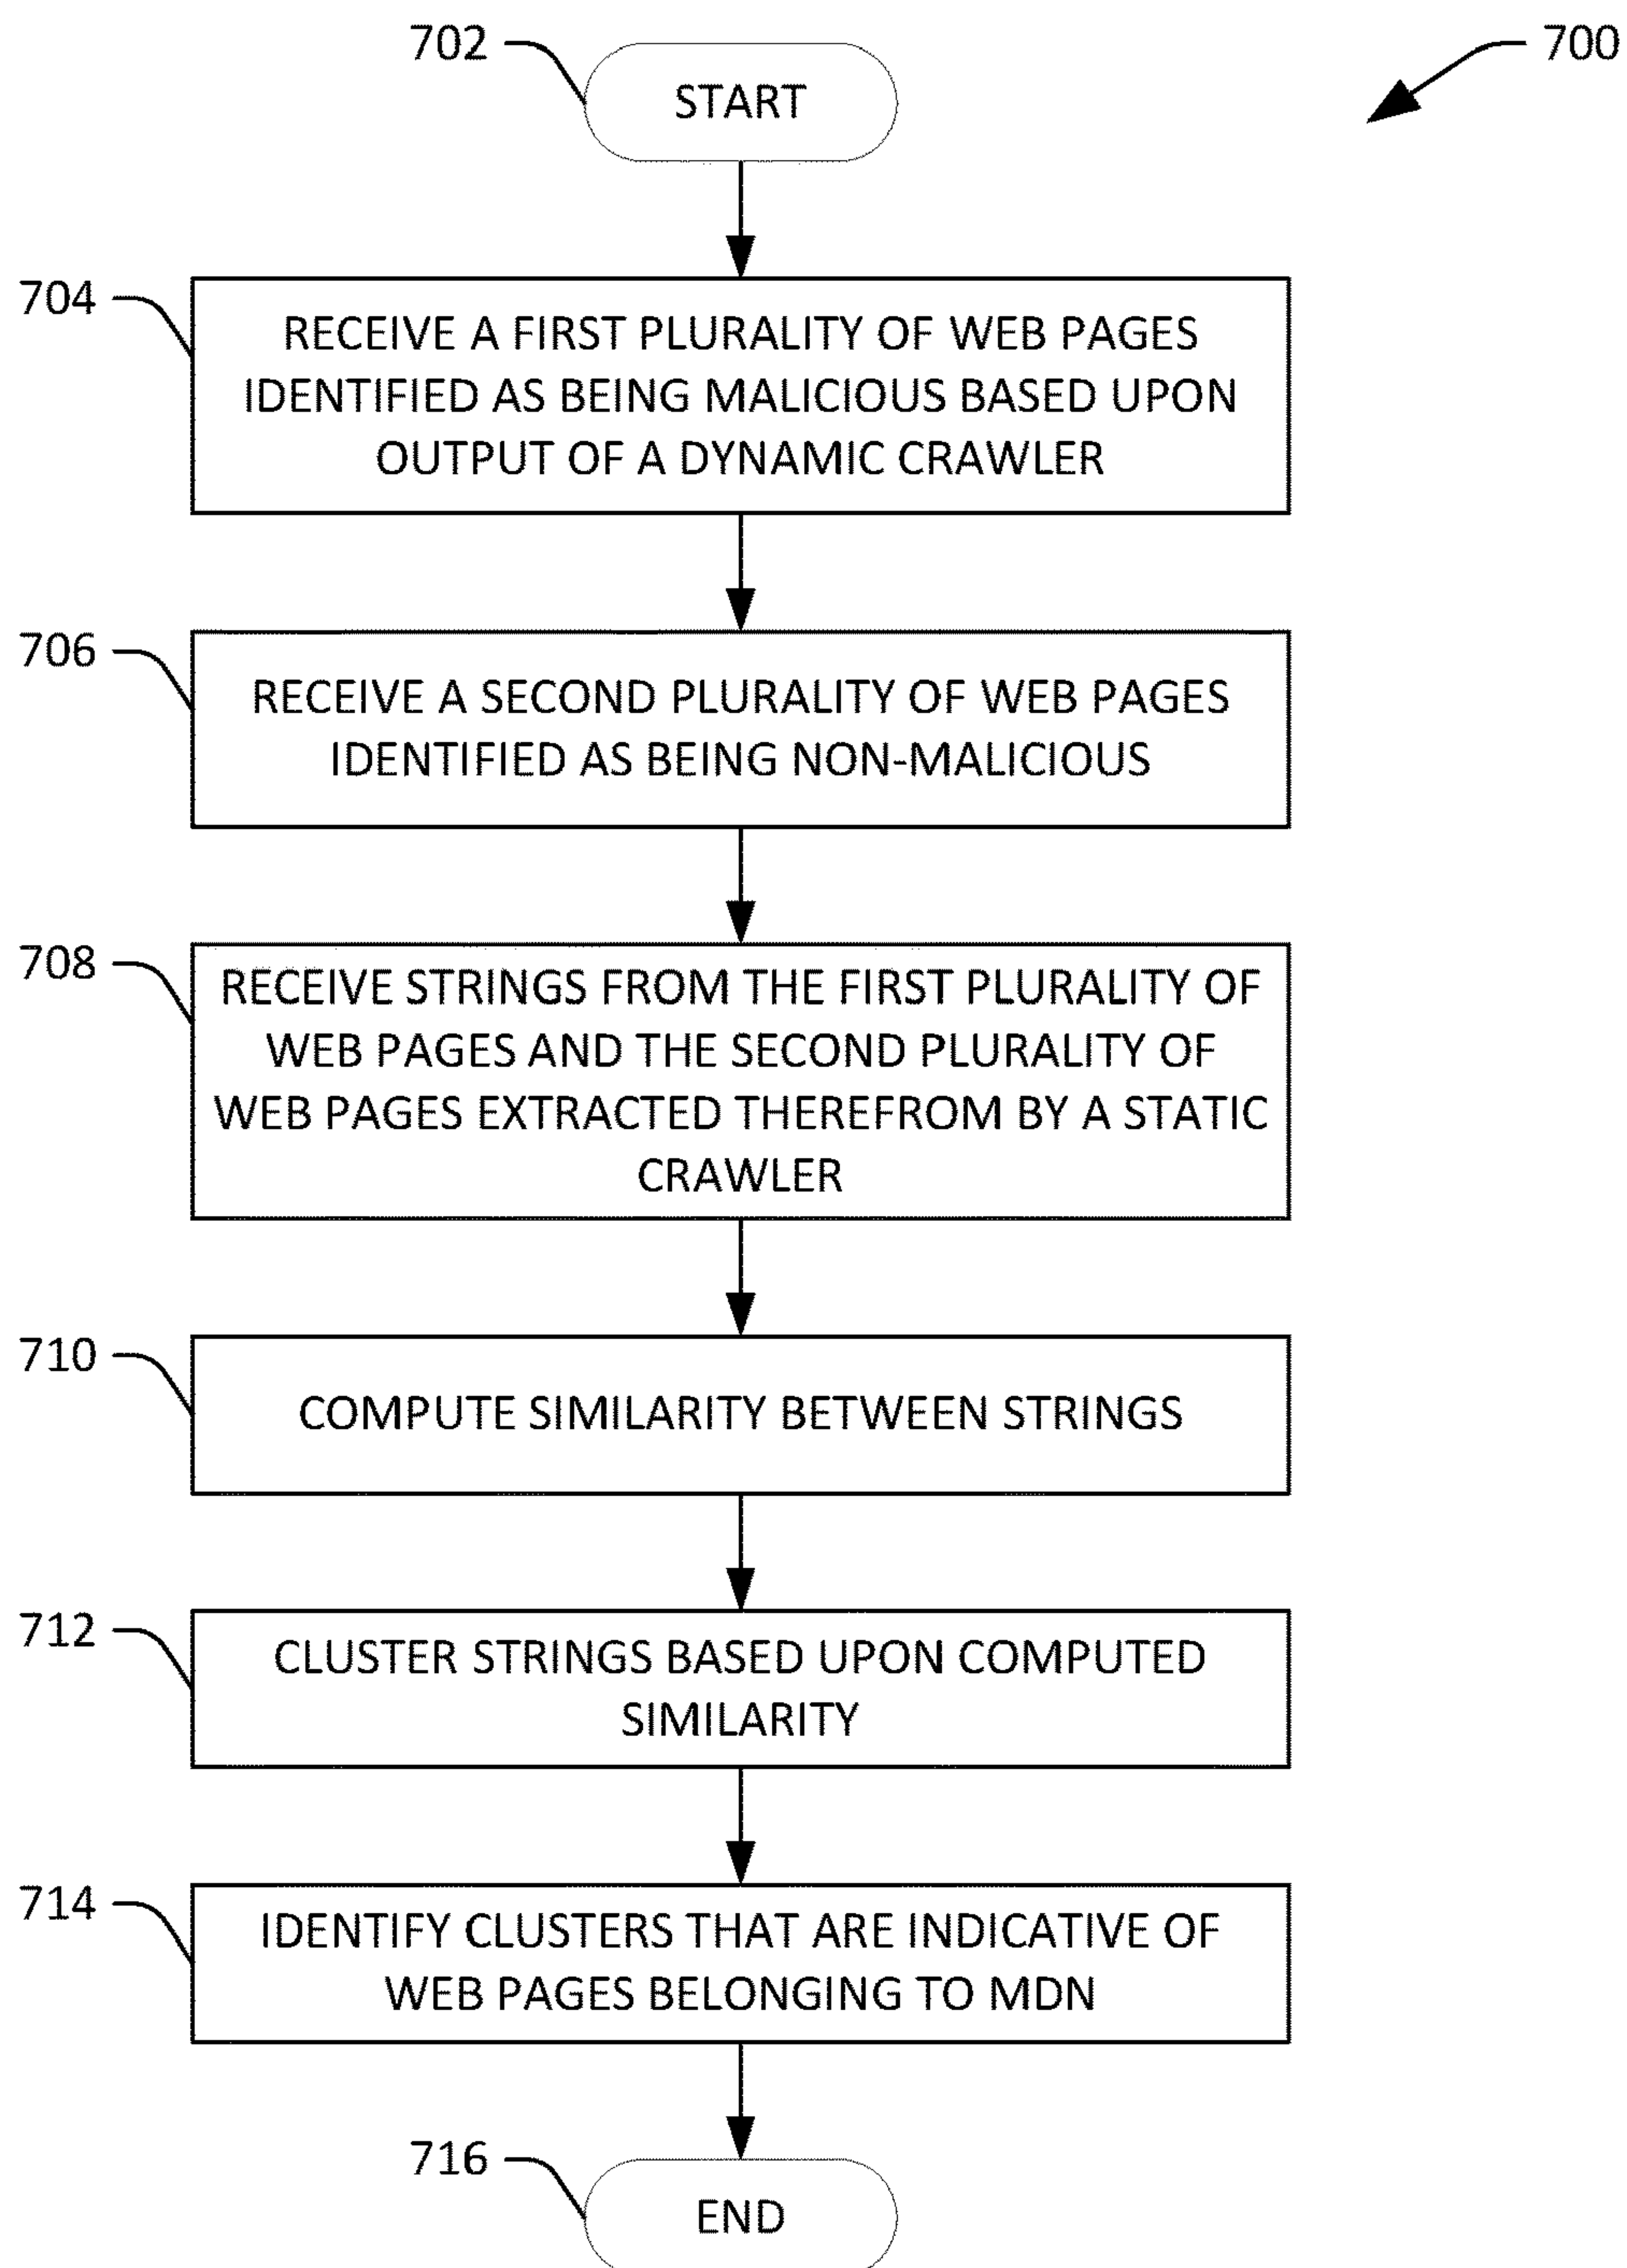 702
START
700
704
RECEIVE A FIRST PLURALITY OF WEB PAGES
IDENTIFIED AS BEING MALICIOUS BASED UPON
OUTPUT OF A DYNAMIC CRAWLER
706
RECEIVE A SECOND PLURALITY OF WEB PAGES
IDENTIFIED AS BEING NON-MALICIOUS
708
RECEIVE STRINGS FROM THE FIRST PLURALITY OF
WEB PAGES AND THE SECOND PLURALITY OF
WEB PAGES EXTRACTED THEREFROM BY A STATIC
CRAWLER
710
COMPUTE SIMILARITY BETWEEN STRINGS
712
CLUSTER STRINGS BASED UPON COMPUTED
SIMILARITY
714
IDENTIFY CLUSTERS THAT ARE INDICATIVE OF
WEB PAGES BELONGING TO MDN
716
END